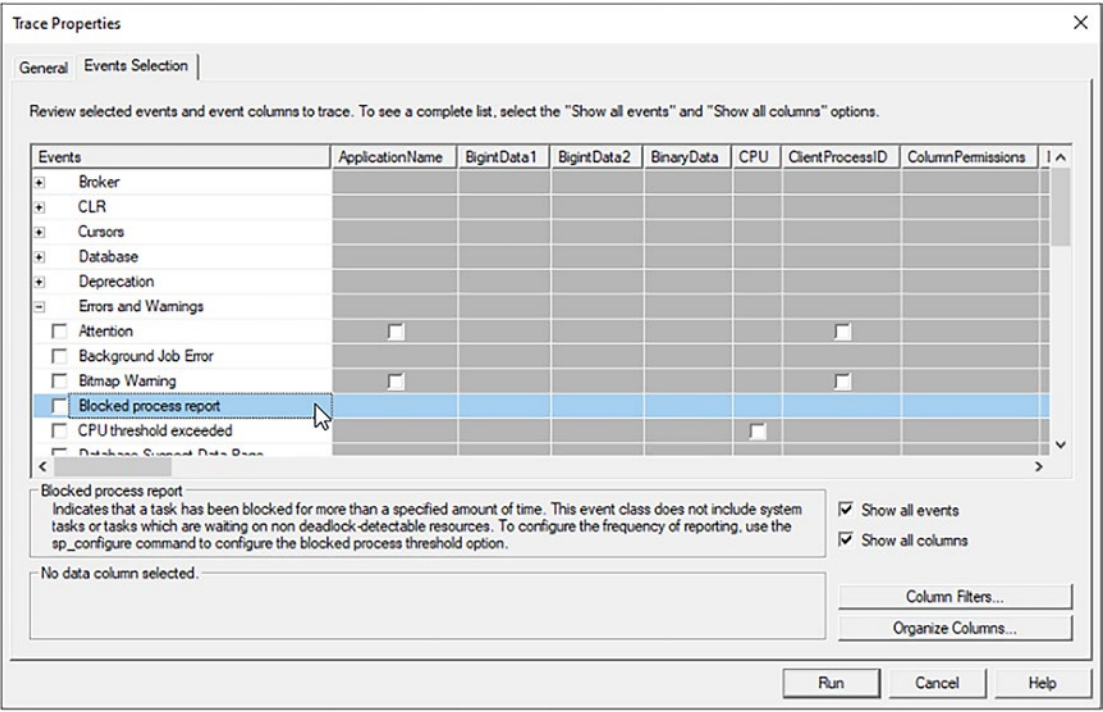 Trace Properties
General Events Selection
Review selected events and event columns to trace. To see a complete list, select the "Show all events" and "Show all columns" options.
Events ApplicationName BigintData1 BigintData2 BinaryData CPU ClientProcessID ColumnPermissions
Broker
CLR
Cursors
Database
Deprecation
Errors and Warnings
Attention
Background Job Error
Bitmap Warning
Blocked process report
CPU threshold exceeded
Database Suspect Data Page
Blocked process report
Indicates that a task has been blocked for more than a specified amount of time. This event class does not include system
tasks or tasks which are waiting on non deadlock-detectable resources. To configure the frequency of reporting, use the
sp_configure command to configure the blocked process threshold option.
Show all events
Show all columns
No data column selected.
Column Filters...
Organize Columns...
Run Cancel Help